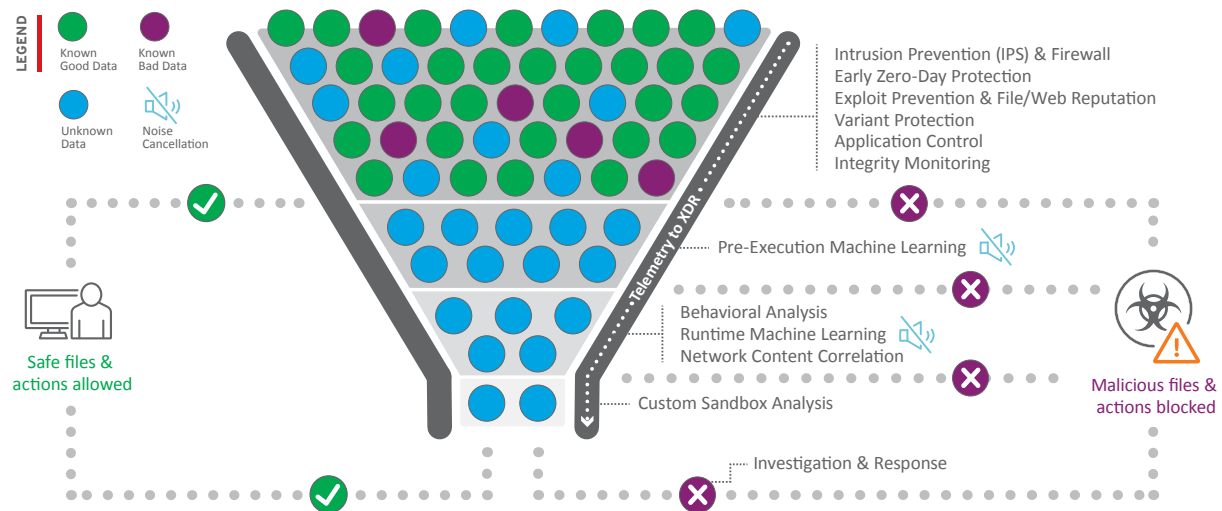 LEGEND
Known
Good Data
Known
Bad Data
Unknown
Data
Noise
Cancellation
Intrusion Prevention (IPS) & Firewall
Early Zero-Day Protection
Exploit Prevention & File/Web Reputation
Variant Protection
Application Control
Integrity Monitoring
Telemetry to XDR
Pre-Execution Machine Learning
Behavioral Analysis
Runtime Machine Learning
Network Content Correlation
Custom Sandbox Analysis
Safe files &
actions allowed
Malicious files &
actions blocked
Investigation & Response